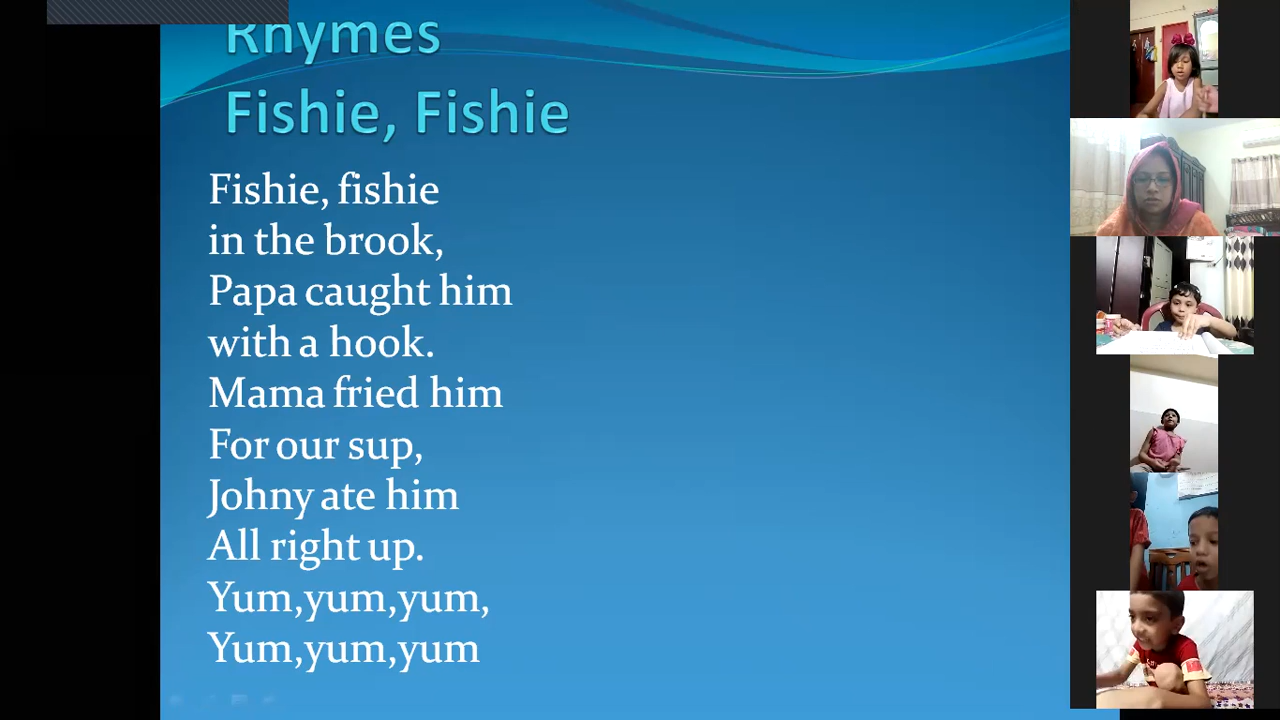 Rhymes
Fishie, Fishie
Fishie, fishie
in the brook,
Papa caught him
with a hook.
Mama fried him
For our sup,
Johny ate him
All right up.
Yum,yum,yum,
Yum,yum,yum